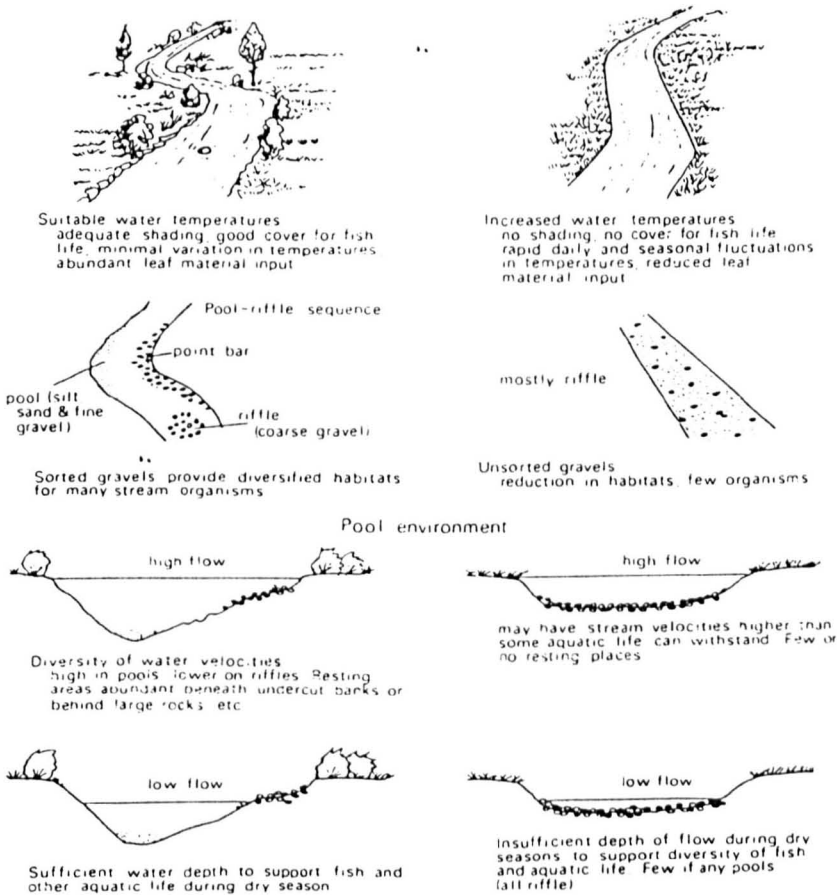 Suitable water temperatures
adequate shading, good cover for fish
life, minimal variation in temperatures
abundant leaf material input
Increased water temperatures
no shading, no cover for fish life
rapid daily and seasonal fluctuations
in temperatures, reduced leaf
material input
Pool-riffle sequence
point bar
pool (silt
sand & fine
gravel)
riffle
(coarse gravel)
Sorted gravels provide diversified habitats
for many stream organisms
mostly riffle
Unsorted gravels
reduction in habitats, few organisms
Pool environment
high flow
Diversity of water velocities
high in pools lower on riffles Resting
areas abundant beneath undercut banks or
behind large rocks etc
high flow
may have stream velocities higher than
some aquatic life can withstand Few or
no resting places
low flow
Sufficient water depth to support fish and
other aquatic life during dry season
low flow
Insufficient depth of flow during dry
seasons to support diversity of fish
and aquatic life Few if any pools
(all riffle)